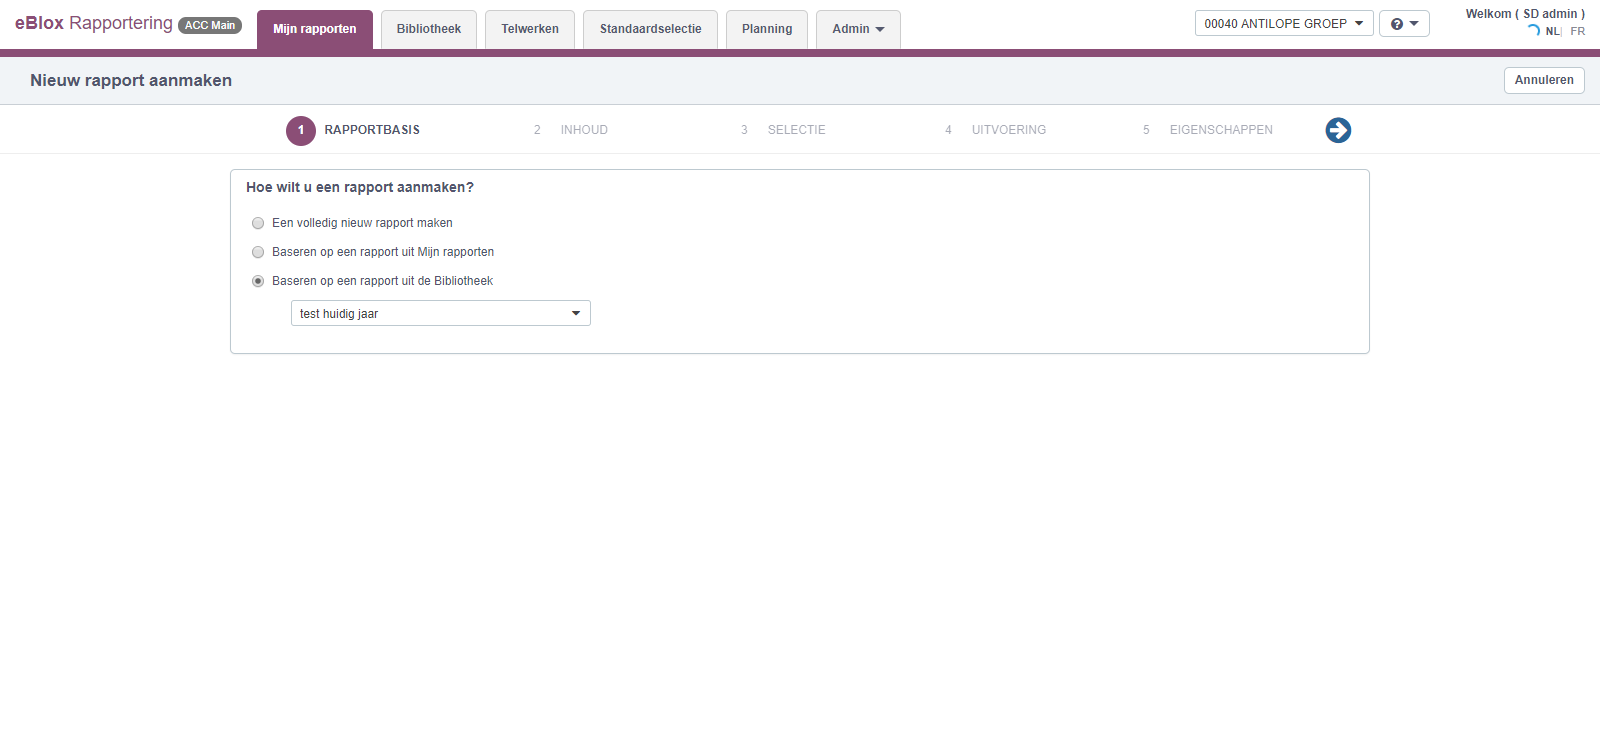 eBlox Rapportering ACC Main Mijn rapporten Bibliotheek Telwerken Standaardselectie Planning Admin 00040 ANTILOPE GROEP ? Welkom ( SD admin )
NL| FR
Nieuw rapport aanmaken Annuleren
1 RAPPORTBASIS 2 INHOUD 3 SELECTIE 4 UITVOERING 5 EIGENSCHAPPEN
Hoe wilt u een rapport aanmaken?
Een volledig nieuw rapport maken
Baseren op een rapport uit Mijn rapporten
Baseren op een rapport uit de Bibliotheek
test huidig jaar